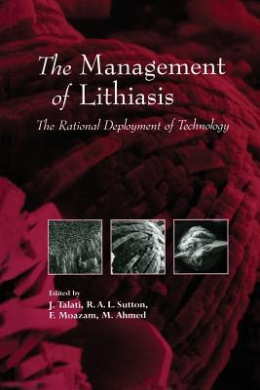 The Management
of Lithiasis
The Rational Deployment of Technology
Edited by
J. Talati, R. A. L. Sutton,
F. Moazam, M. Ahmed